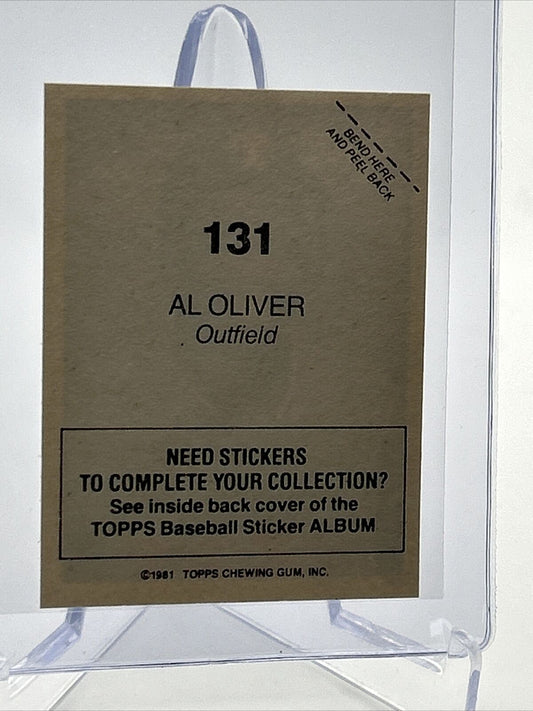 BEND HERE
AND PEEL BACK
131
AL OLIVER
Outfield
NEED STICKERS
TO COMPLETE YOUR COLLECTION?
See inside back cover of the
TOPPS Baseball Sticker ALBUM
©1981 TOPPS CHEWING GUM, INC.